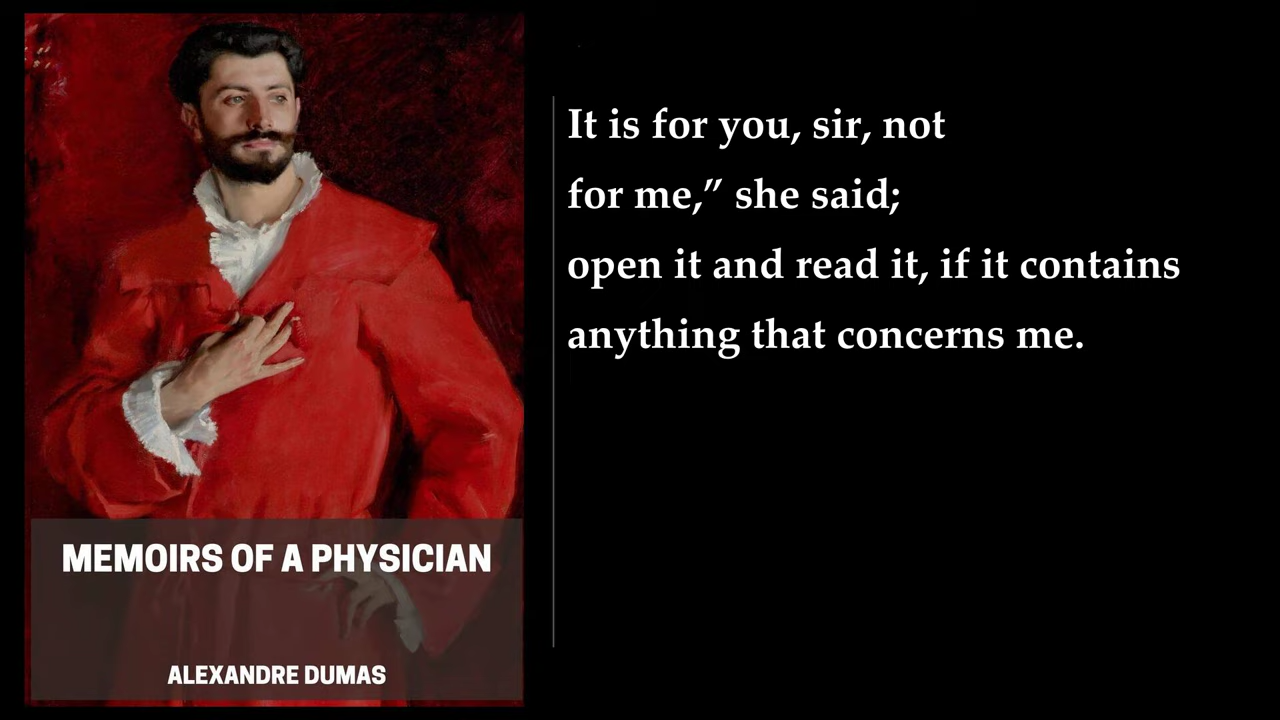 It is for you, sir, not
for me,” she said;
open it and read it, if it contains
anything that concerns me.
MEMOIRS OF A PHYSICIAN
ALEXANDRE DUMAS